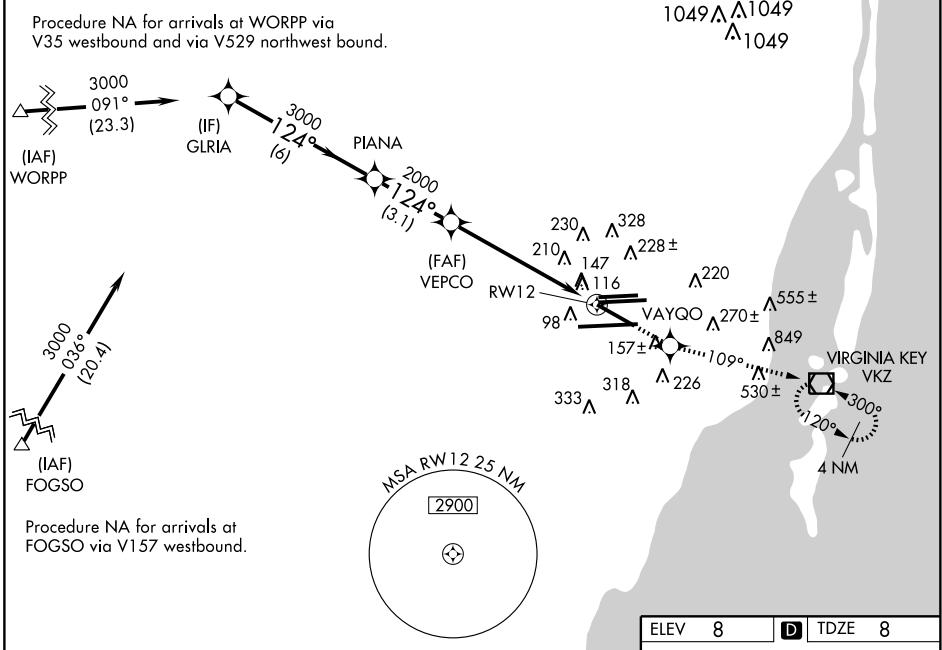 Procedure NA for arrivals at WORPP via
V35 westbound and via V529 northwest bound.
1049
1049
1049
3000
091°
(23.3)
(IAF)
WORPP
(IF)
GLRIA
3000
124°
(6)
PIANA
2000
124°
(3.1)
(FAF)
VEPCO
230
328
210
228±
147
116
220
RW12
98
VAYQO
270±
555±
157±
849
109°
VIRGINIA KEY
VKZ
226
530±
318
333
300°
120°
4 NM
3000
036°
(20.4)
(IAF)
FOGSO
Procedure NA for arrivals at
FOGSO via V157 westbound.
MSA RW12 25 NM
2900
ELEV 8 D TDZE 8